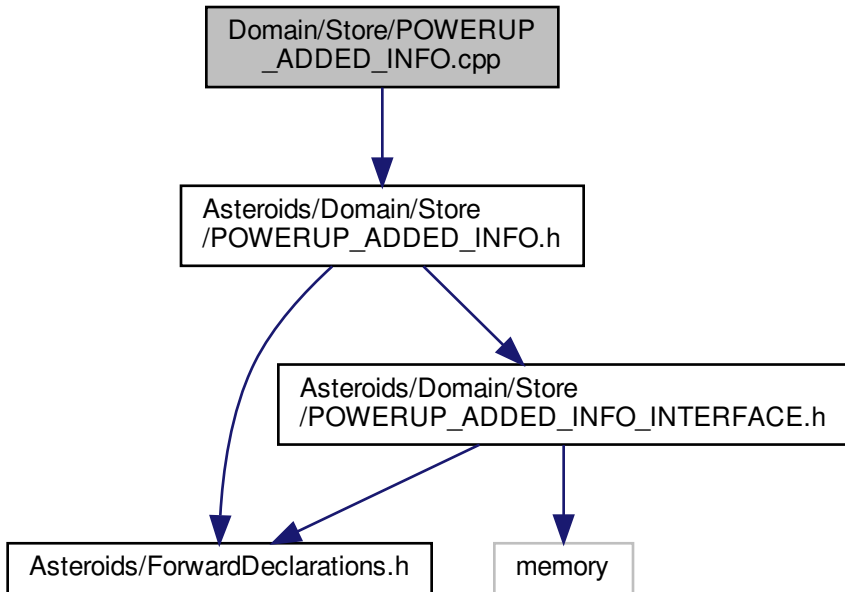 Domain/Store/POWERUP
_ADDED_INFO.cpp
Asteroids/Domain/Store
/POWERUP_ADDED_INFO.h
Asteroids/Domain/Store
/POWERUP_ADDED_INFO_INTERFACE.h
Asteroids/ForwardDeclarations.h
memory